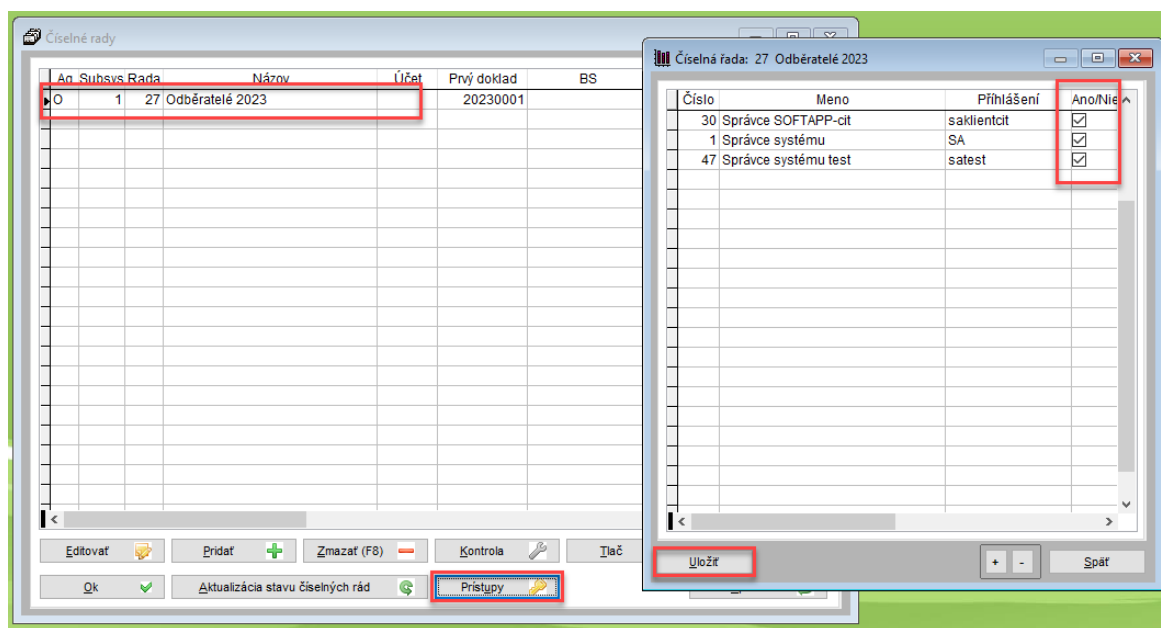 Číselné rady
Ag Subsys Rada Názov Účet Prvý doklad BS
O 1 27 Odběratelé 2023 20230001
Editovať Pridať Zmazať (F8) Kontrola Tlač
Ok Aktualizácia stavu číselných rád Prístupy
Číselná řada: 27 Odběratelé 2023
Číslo Meno Příhlášení Ano/Nie
30 Správce SOFTAPP-cit saklientcit
1 Správce systému SA
47 Správce systému test satest
Uložiť + - Späť